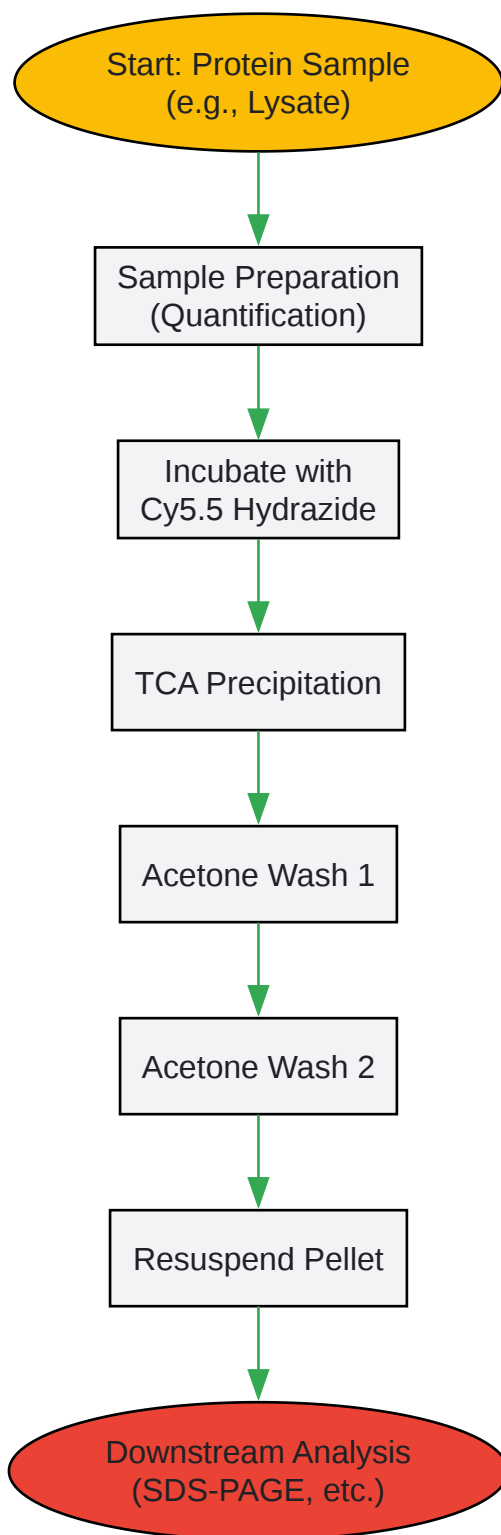 Start: Protein Sample
(e.g., Lysate)
Sample Preparation
(Quantification)
Incubate with
Cy5.5 Hydrazide
TCA Precipitation
Acetone Wash 1
Acetone Wash 2
Resuspend Pellet
Downstream Analysis
(SDS-PAGE, etc.)